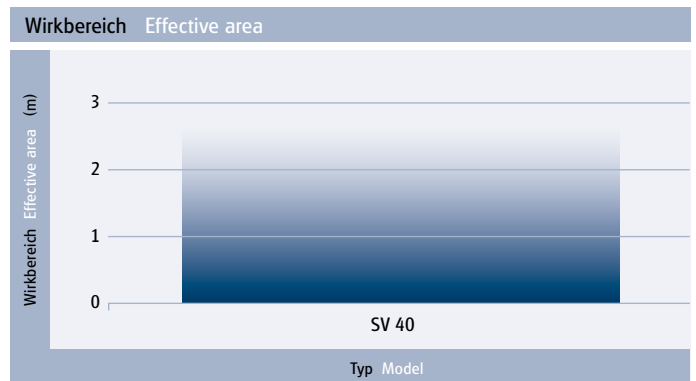 Wirkbereich Effective area
Wirkbereich Effective area (m)
3
2
1
0
SV 40
Typ Model